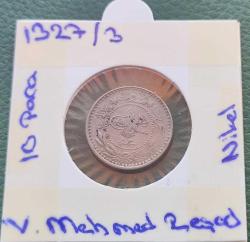 1327/3
10 para
Nikel
V. Mehmed Reşad